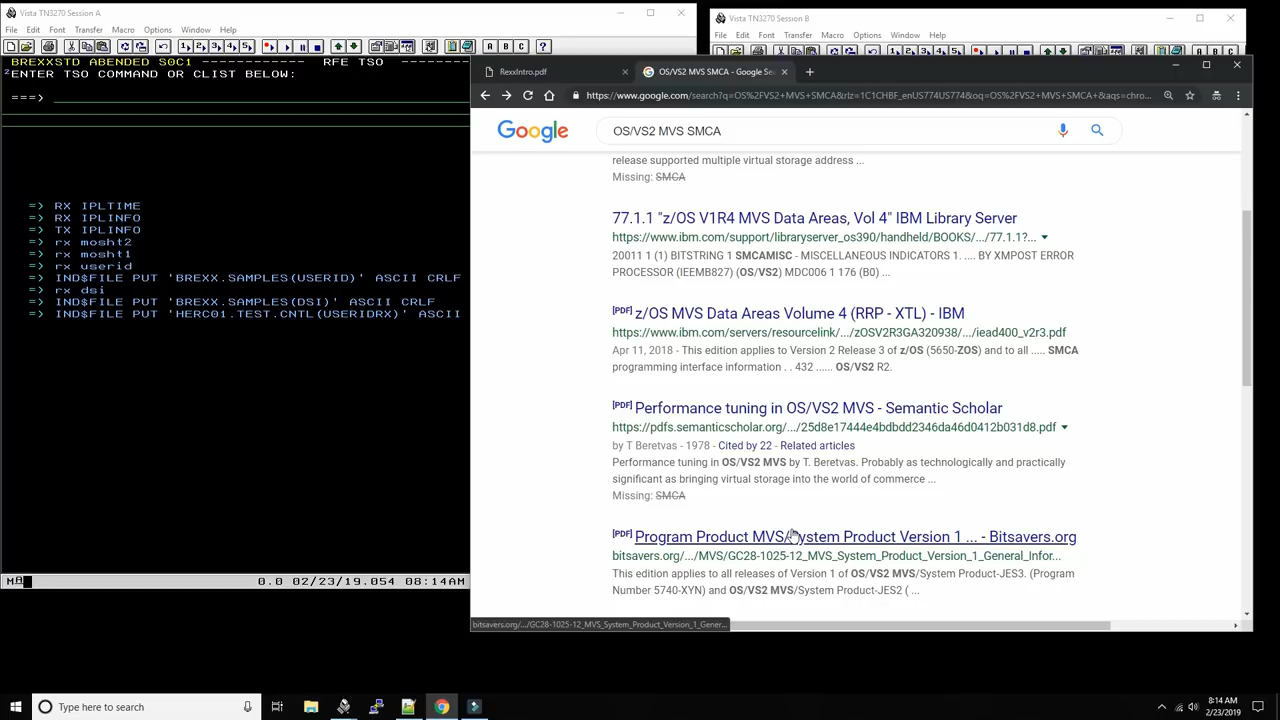 Vista TN3270 Session A
File Edit Font Transfer Macro Options Window Help
BREXXSTD ABENDED S0C1 ---------- RFE TSO
ENTER TSO COMMAND OR CLIST BELOW:
===>
=> RX IPLTIME
=> RX IPLINFO
=> TX IPLINFO
=> rx mosht2
=> rx mosht1
=> rx userid
=> IND$FILE PUT 'BREXX.SAMPLES(USERID)' ASCII CRLF
=> rx dsi
=> IND$FILE PUT 'BREXX.SAMPLES(DSI)' ASCII CRLF
=> IND$FILE PUT 'HERC01.TEST.CNTL(USERIDRX)' ASCII
0.0 02/23/19.054 08:14AM
Vista TN3270 Session B
File Edit Font Transfer Macro Options Window Help
RexxIntro.pdf
OS/VS2 MVS SMCA - Google Se
https://www.google.com/search?q=OS%2FVS2+MVS+SMCA&rlz=1C1CHBF_enUS774US774&oq=OS%2FVS2+MVS+SMCA+&aqs=chro...
Google
OS/VS2 MVS SMCA
release supported multiple virtual storage address ...
Missing: SMCA
77.1.1 "z/OS V1R4 MVS Data Areas, Vol 4" IBM Library Server
https://www.ibm.com/support/libraryserver_os390/handheld/BOOKS/.../77.1.1?...
20011 1 (1) BITSTRING 1 SMCAMISC - MISCELLANEOUS INDICATORS 1. .... BY XMPOST ERROR
PROCESSOR (IEEMB827) (OS/VS2) MDC006 1 176 (B0) ...
[PDF] z/OS MVS Data Areas Volume 4 (RRP - XTL) - IBM
https://www.ibm.com/servers/resourcelink/.../zOSV2R3GA320938/.../iead400_v2r3.pdf
Apr 11, 2018 - This edition applies to Version 2 Release 3 of z/OS (5650-ZOS) and to all ..... SMCA
programming interface information . . 432 ...... OS/VS2 R2.
[PDF] Performance tuning in OS/VS2 MVS - Semantic Scholar
https://pdfs.semanticscholar.org/.../25d8e17444e4bdbdd2346da46d0412b031d8.pdf
by T Beretvas - 1978 - Cited by 22 - Related articles
Performance tuning in OS/VS2 MVS by T. Beretvas. Probably as technologically and practically
significant as bringing virtual storage into the world of commerce ...
Missing: SMCA
[PDF] Program Product MVS/System Product Version 1 ... - Bitsavers.org
bitsavers.org/.../MVS/GC28-1025-12_MVS_System_Product_Version_1_General_Infor...
This edition applies to all releases of Version 1 of OS/VS2 MVS/System Product-JES3. (Program
Number 5740-XYN) and OS/VS2 MVS/System Product-JES2 ( ...
bitsavers.org/.../GC28-1025-12_MVS_System_Product_Version_1_Gener...
Type here to search
8:14 AM
2/23/2019